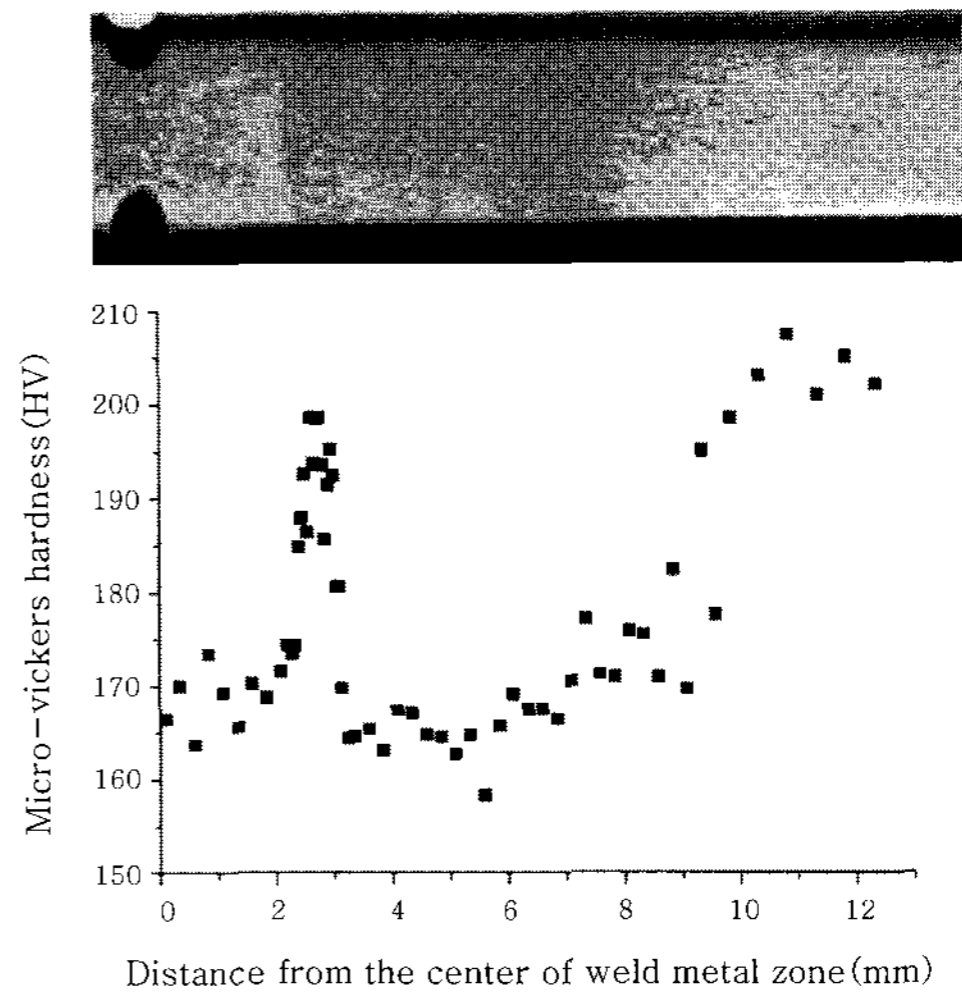 210
200
190
180
170
160
150
Micro-vickers hardness(HV)
0 2 4 6 8 10 12
Distance from the center of weld metal zone(mm)